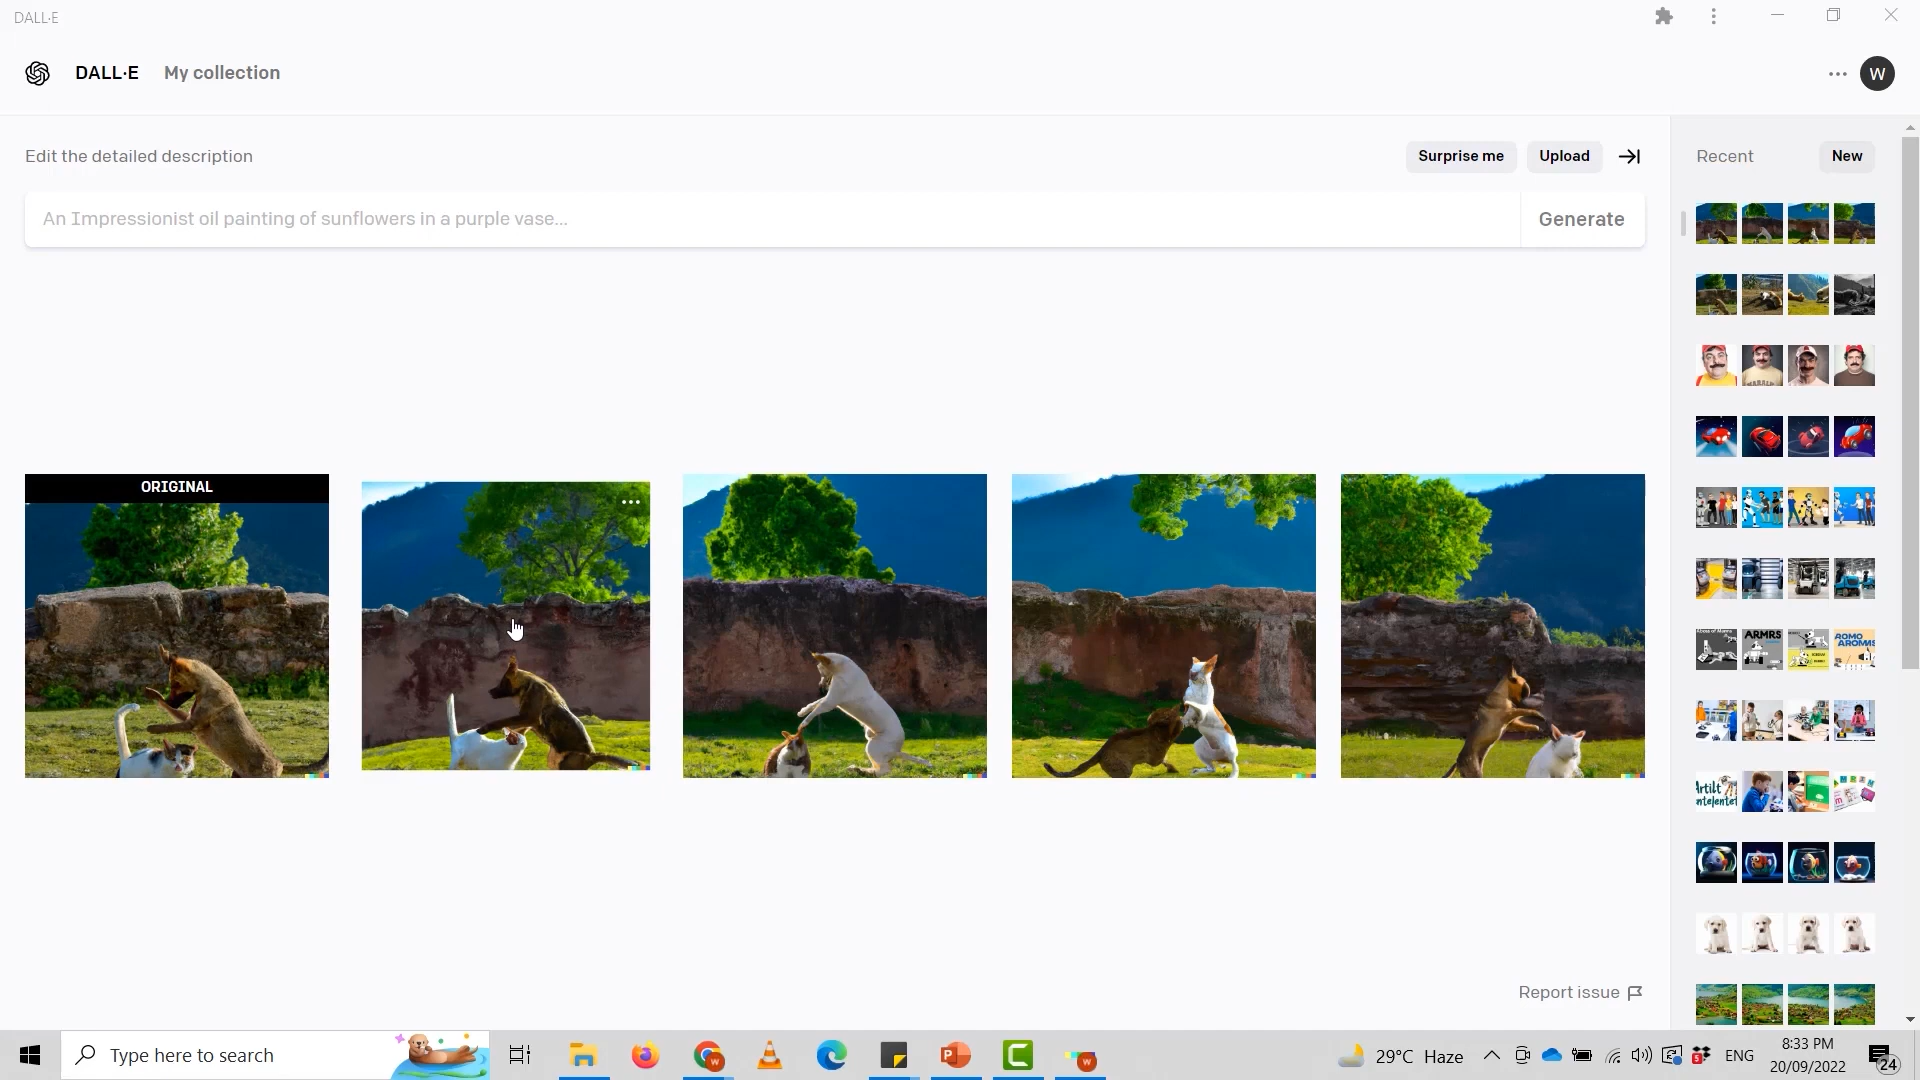 DALL·E
DALL·E My collection
W
Edit the detailed description
Surprise me
Upload
Recent
New
An Impressionist oil painting of sunflowers in a purple vase...
Generate
ORIGINAL
ARMRS
Report issue
Type here to search
29°C Haze
ENG
8:33 PM
20/09/2022
24